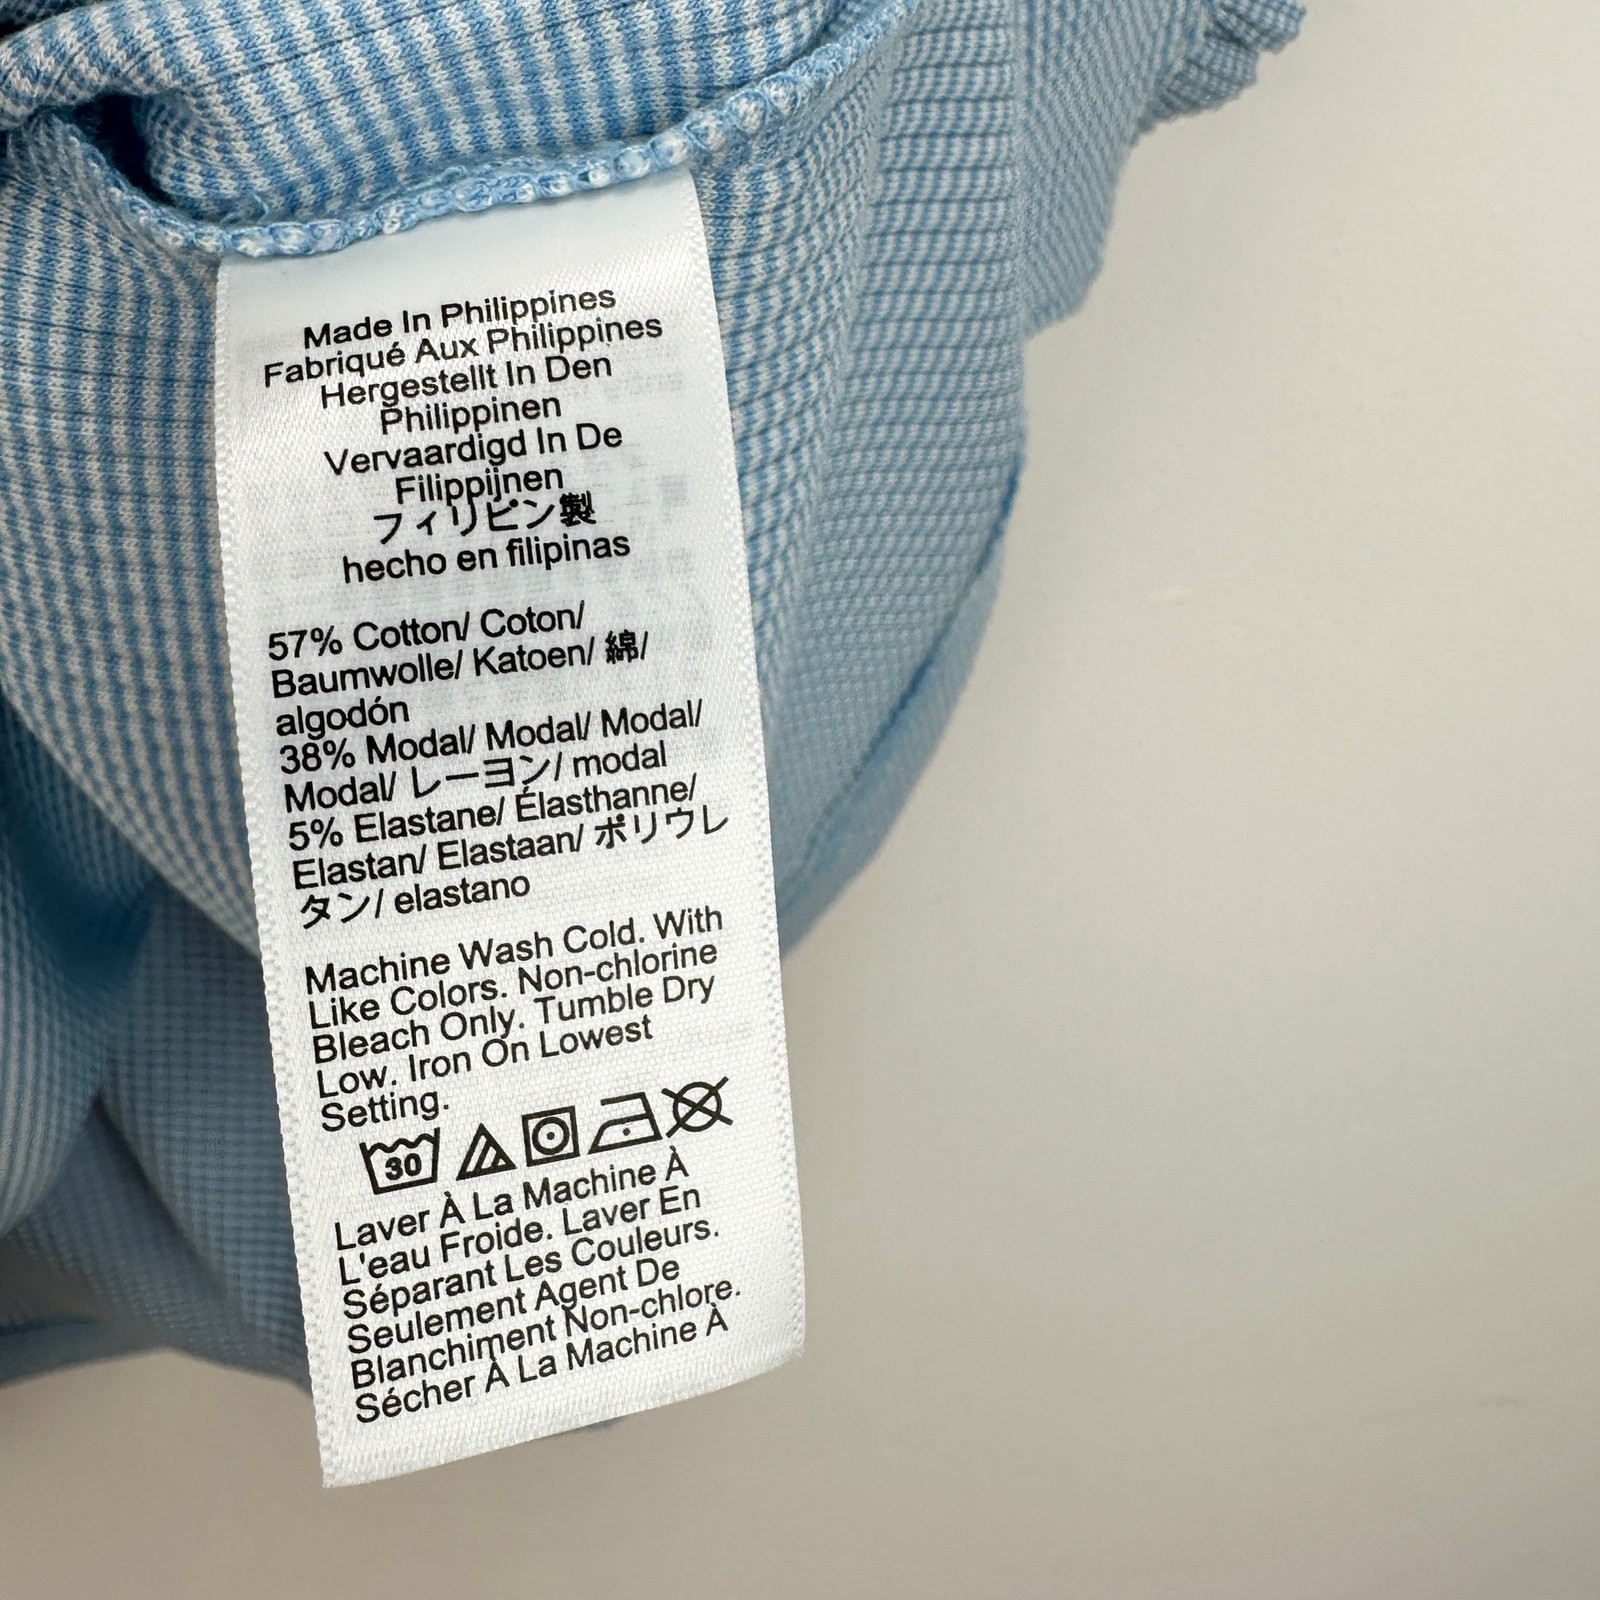 Made In Philippines
Fabriqué Aux Philippines
Hergestellt In Den
Philippinen
Vervaardigd In De
Filippijnen
フィリピン製
hecho en filipinas
57% Cotton/ Coton/
Baumwolle/ Katoen/ 綿/
algodón
38% Modal/ Modal/ Modal/
Modal/ レーヨン/ modal
5% Elastane/ Élasthanne/
Elastan/ Elastaan/ ポリウレ
タン/ elastano
Machine Wash Cold. With
Like Colors. Non-chlorine
Bleach Only. Tumble Dry
Low. Iron On Lowest
Setting.
30
Laver À La Machine À
L'eau Froide. Laver En
Séparant Les Couleurs.
Seulement Agent De
Blanchiment Non-chlore.
Sécher À La Machine À